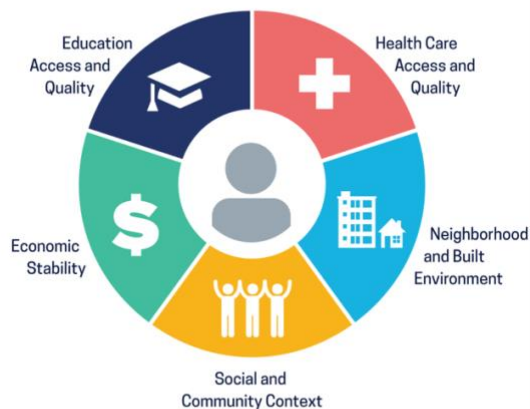 Education
Access and
Quality
Health Care
Access and
Quality
$
Economic
Stability
Neighborhood
and Built
Environment
Social and
Community Context